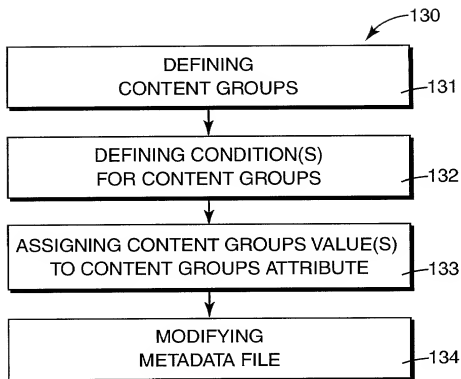 130
DEFINING
CONTENT GROUPS
131
DEFINING CONDITION(S)
FOR CONTENT GROUPS
132
ASSIGNING CONTENT GROUPS VALUE(S)
TO CONTENT GROUPS ATTRIBUTE
133
MODIFYING
METADATA FILE
134